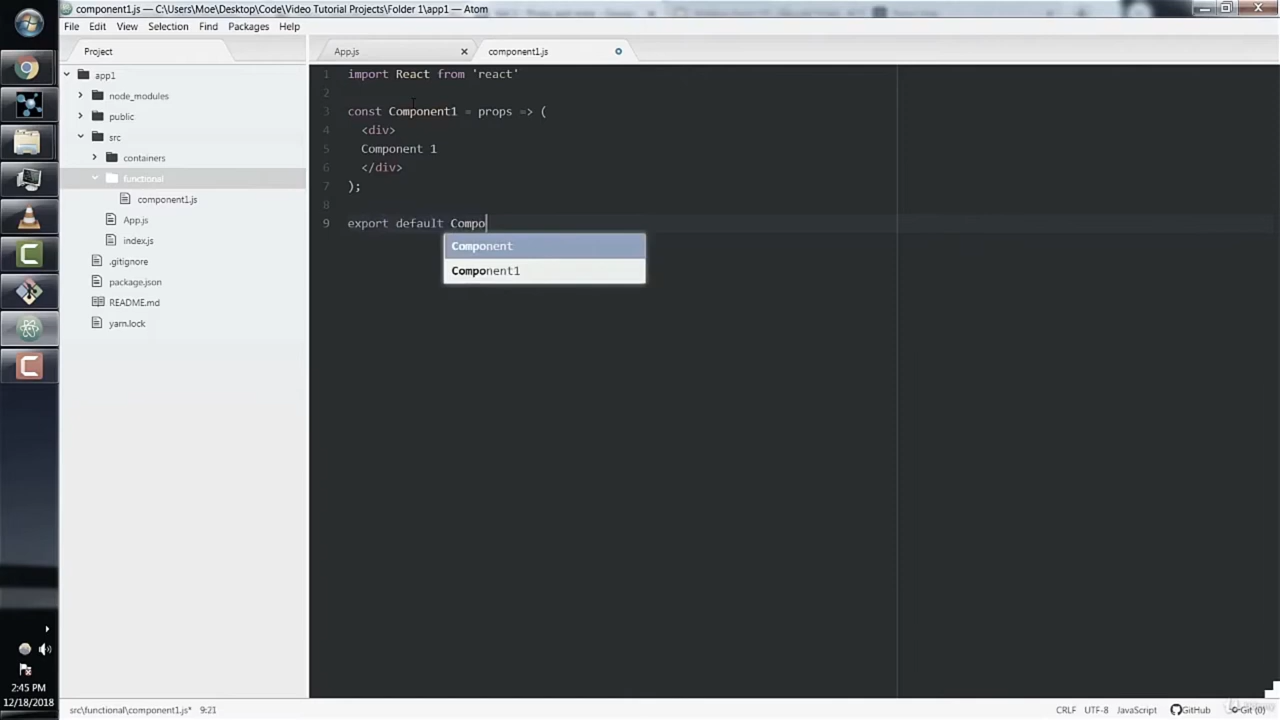 component1.js — C:\Users\Moe\Desktop\Code\Video Tutorial Projects\Folder 1\app1 — Atom
File Edit View Selection Find Packages Help
Project
App.js
component1.js
app1
node_modules
public
src
containers
functional
component1.js
App.js
index.js
.gitignore
package.json
README.md
yarn.lock
1 import React from 'react'
2
3 const Component1 = props => (
4 <div>
5 Component 1
6 </div>
7 );
8
9 export default Compo
Component
Component1
2:45 PM
12/18/2018
src\functional\component1.js* 9:21
CRLF UTF-8 JavaScript GitHub Git (0)